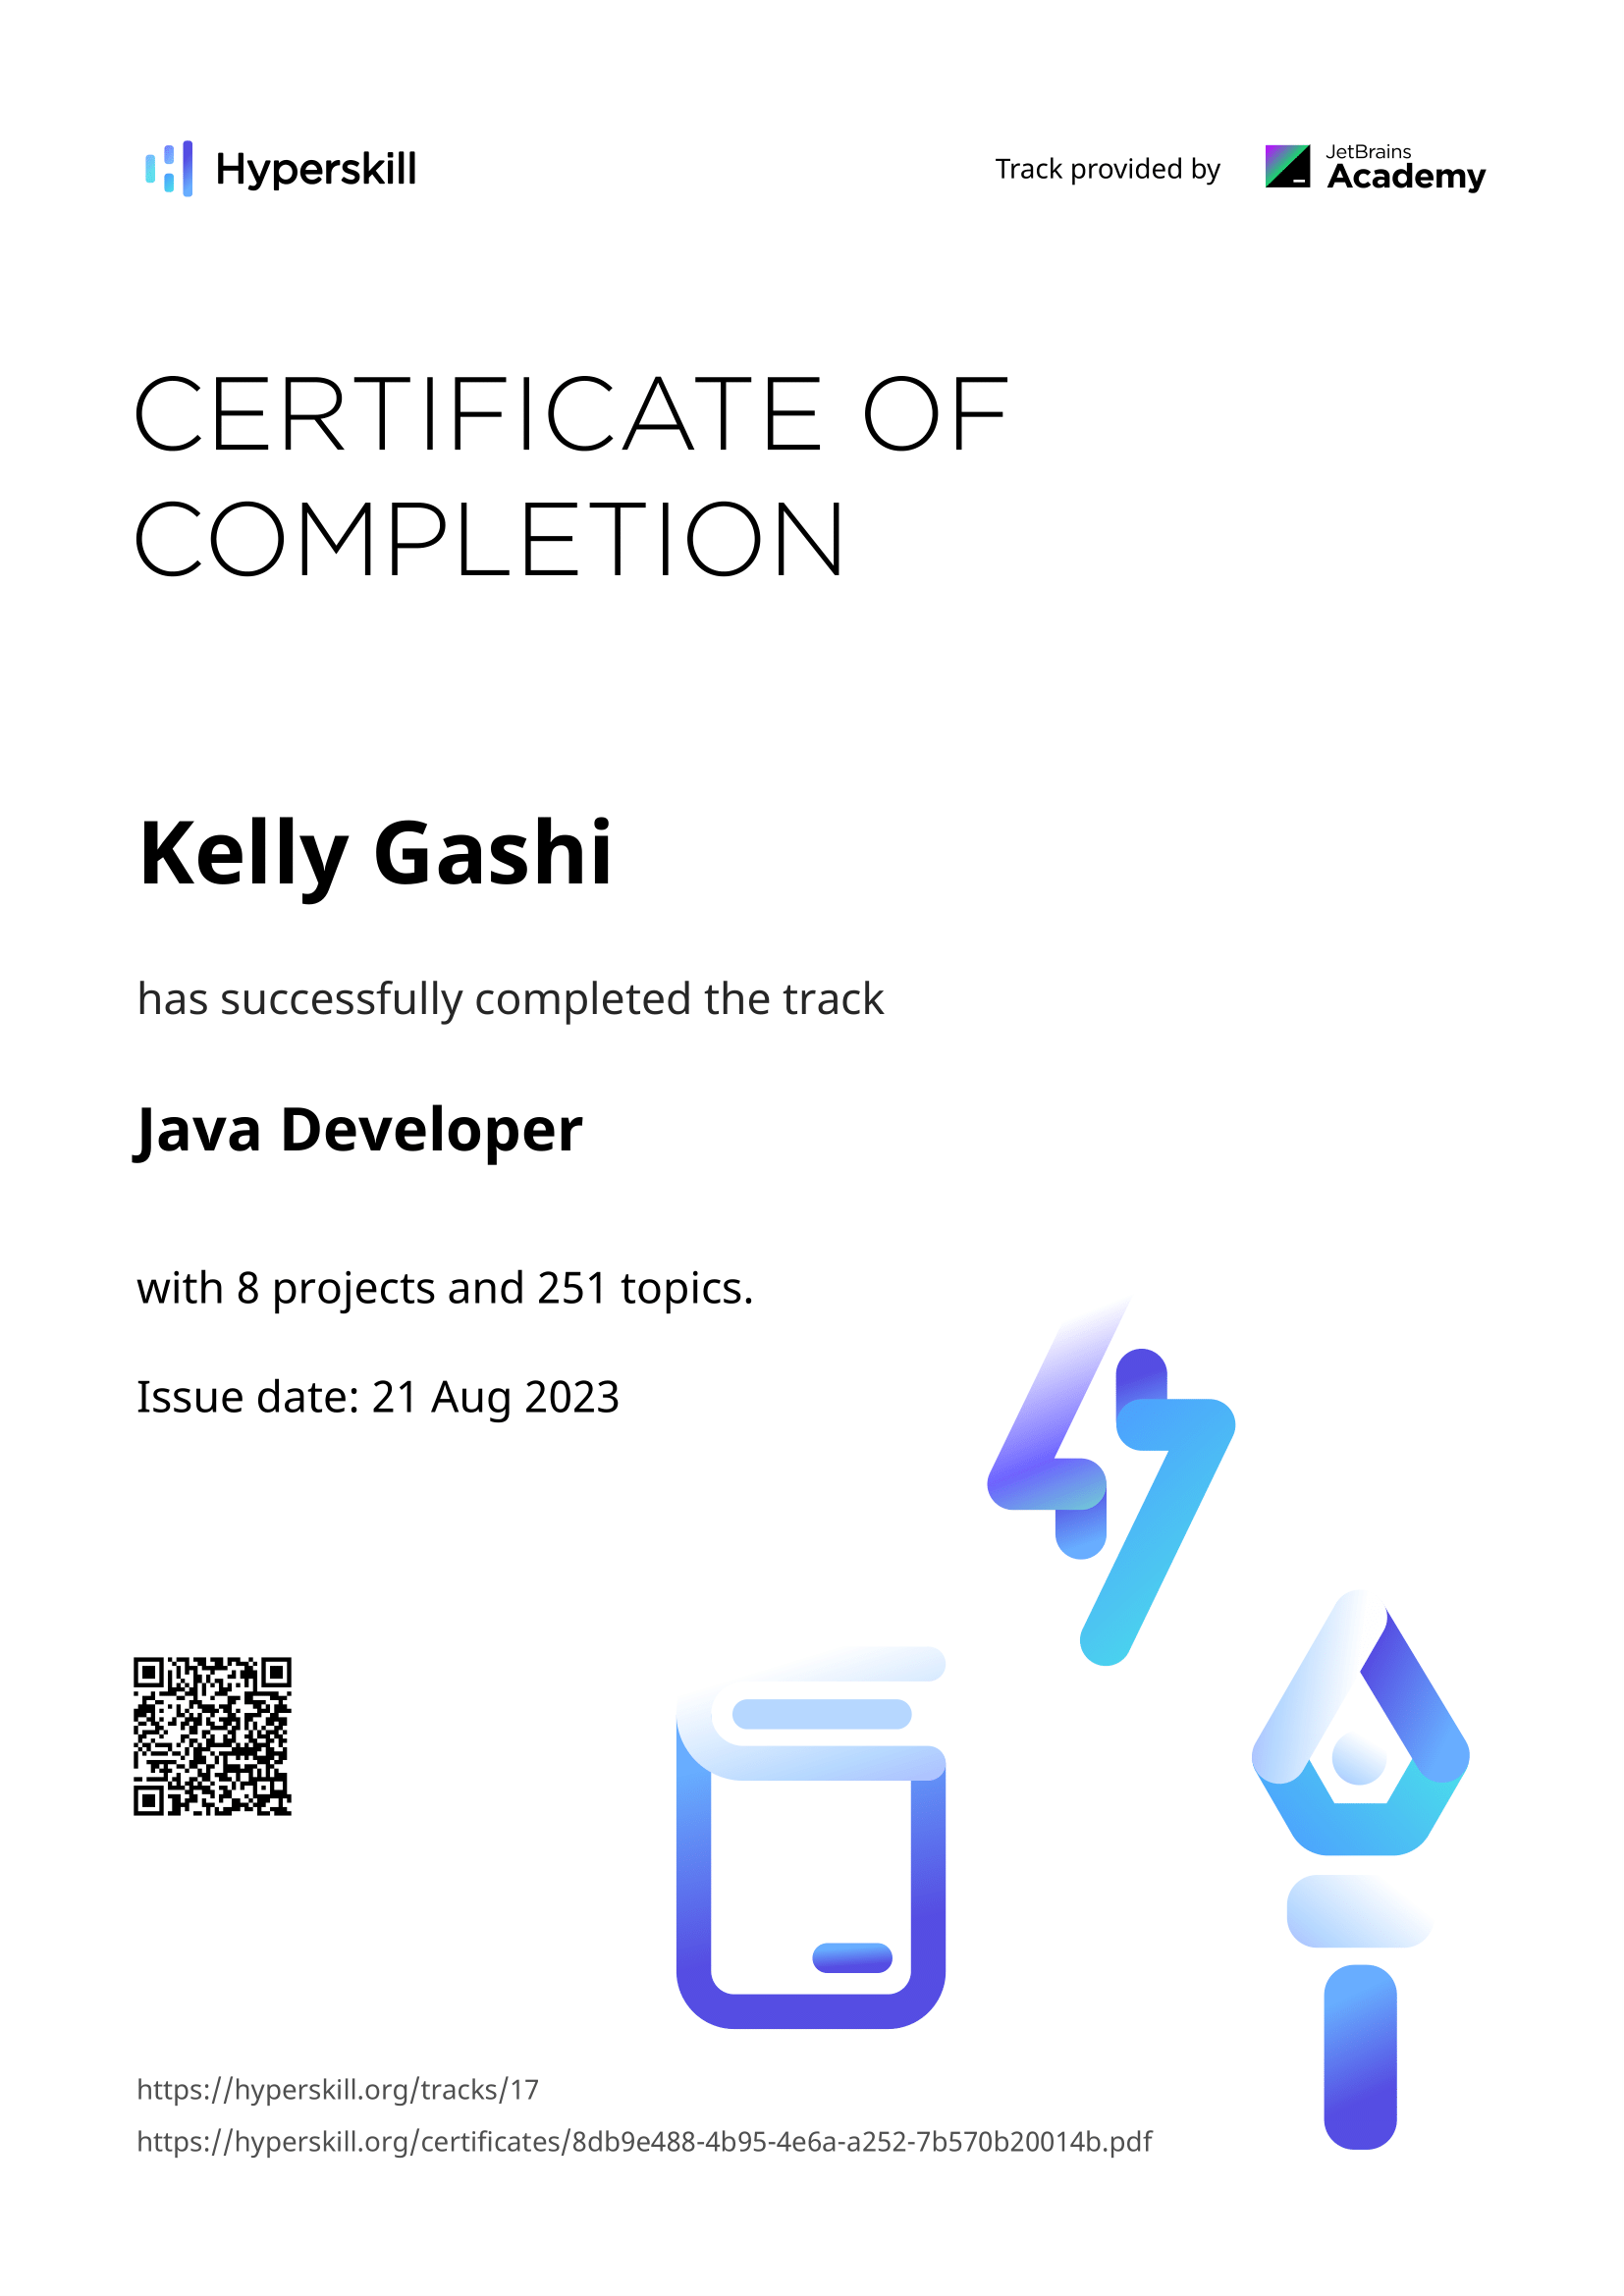 Hyperskill
Track provided by
JetBrains
Academy
CERTIFICATE OF
COMPLETION
Kelly Gashi
has successfully completed the track
Java Developer
with 8 projects and 251 topics.
Issue date: 21 Aug 2023
https://hyperskill.org/tracks/17
https://hyperskill.org/certificates/8db9e488-4b95-4e6a-a252-7b570b20014b.pdf